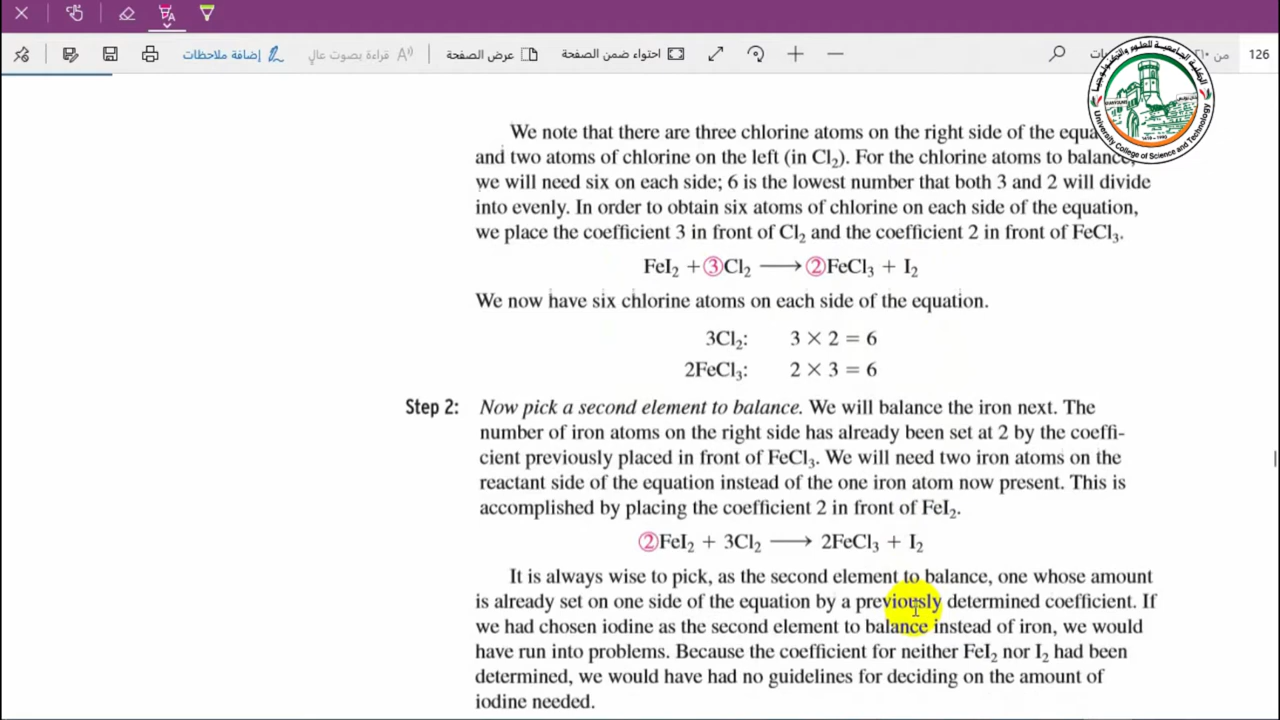 إضافة ملاحظات
قراءة بصوت عالٍ
عرض الصفحة
احتواء ضمن الصفحة
من
126
الكلية الجامعية للعلوم والتكنولوجيا
University College of Science and Technology
We note that there are three chlorine atoms on the right side of the equa
and two atoms of chlorine on the left (in Cl₂). For the chlorine atoms to balance,
we will need six on each side; 6 is the lowest number that both 3 and 2 will divide
into evenly. In order to obtain six atoms of chlorine on each side of the equation,
we place the coefficient 3 in front of Cl₂ and the coefficient 2 in front of FeCl₃.
FeI₂ + ③Cl₂ ⟶ ②FeCl₃ + I₂
We now have six chlorine atoms on each side of the equation.
3Cl₂: 3 × 2 = 6
2FeCl₃: 2 × 3 = 6
Step 2: Now pick a second element to balance. We will balance the iron next. The
number of iron atoms on the right side has already been set at 2 by the coeffi-
cient previously placed in front of FeCl₃. We will need two iron atoms on the
reactant side of the equation instead of the one iron atom now present. This is
accomplished by placing the coefficient 2 in front of FeI₂.
②FeI₂ + 3Cl₂ ⟶ 2FeCl₃ + I₂
It is always wise to pick, as the second element to balance, one whose amount
is already set on one side of the equation by a previously determined coefficient. If
we had chosen iodine as the second element to balance instead of iron, we would
have run into problems. Because the coefficient for neither FeI₂ nor I₂ had been
determined, we would have had no guidelines for deciding on the amount of
iodine needed.